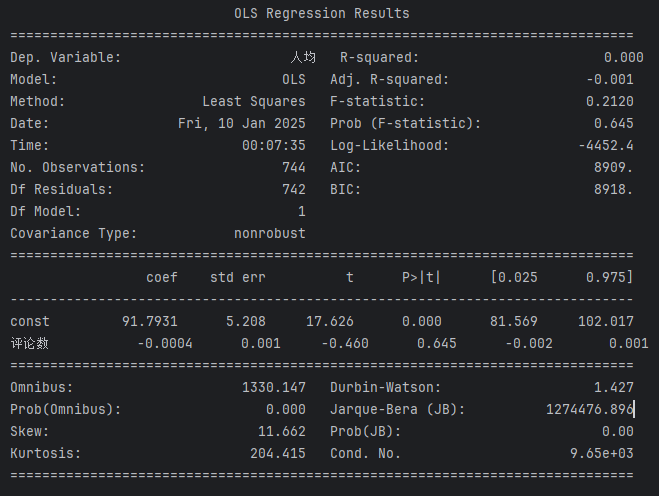 OLS Regression Results
==============================================================================
Dep. Variable: 人均 R-squared: 0.000
Model: OLS Adj. R-squared: -0.001
Method: Least Squares F-statistic: 0.2120
Date: Fri, 10 Jan 2025 Prob (F-statistic): 0.645
Time: 00:07:35 Log-Likelihood: -4452.4
No. Observations: 744 AIC: 8909.
Df Residuals: 742 BIC: 8918.
Df Model: 1
Covariance Type: nonrobust
==============================================================================
coef std err t P>|t| [0.025 0.975]
------------------------------------------------------------------------------
const 91.7931 5.208 17.626 0.000 81.569 102.017
评论数 -0.0004 0.001 -0.460 0.645 -0.002 0.001
==============================================================================
Omnibus: 1330.147 Durbin-Watson: 1.427
Prob(Omnibus): 0.000 Jarque-Bera (JB): 1274476.896
Skew: 11.662 Prob(JB): 0.00
Kurtosis: 204.415 Cond. No. 9.65e+03
==============================================================================